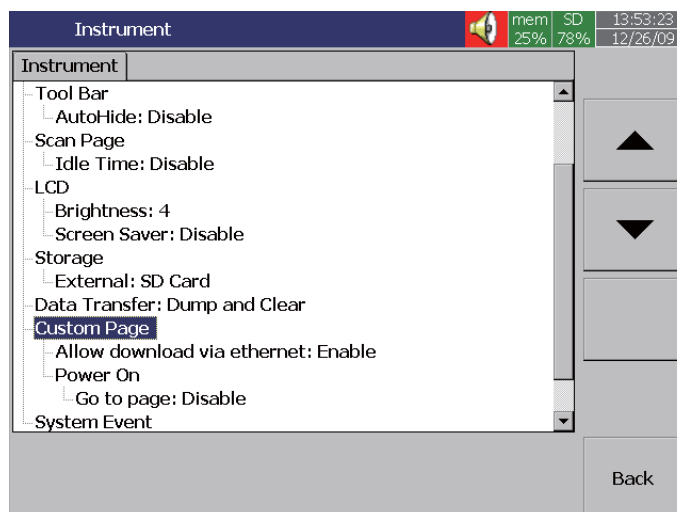 Instrument
mem SD 13:53:23
25% 78% 12/26/09
Instrument
Tool Bar
AutoHide: Disable
Scan Page
Idle Time: Disable
LCD
Brightness: 4
Screen Saver: Disable
Storage
External: SD Card
Data Transfer: Dump and Clear
Custom Page
Allow download via ethernet: Enable
Power On
Go to page: Disable
System Event
Back